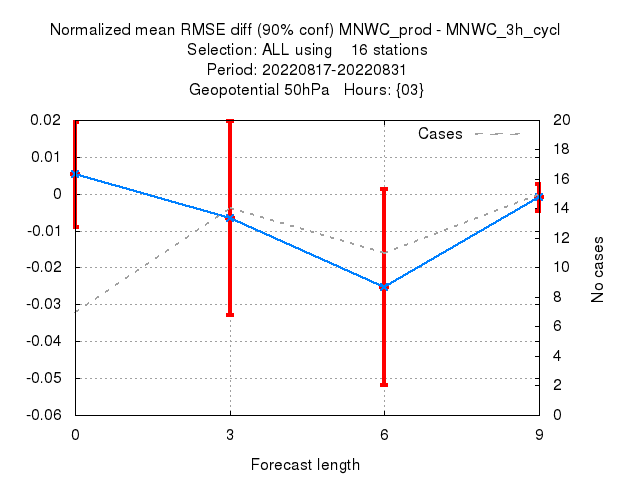 Normalized mean RMSE diff (90% conf) MNWC_prod - MNWC_3h_cycl
Selection: ALL using    16 stations
Period: 20220817-20220831
Geopotential 50hPa   Hours: {03}
Cases
0.02
0.01
0
-0.01
-0.02
-0.03
-0.04
-0.05
-0.06
20
18
16
14
12
10
8
6
4
2
0
No cases
0 3 6 9
Forecast length